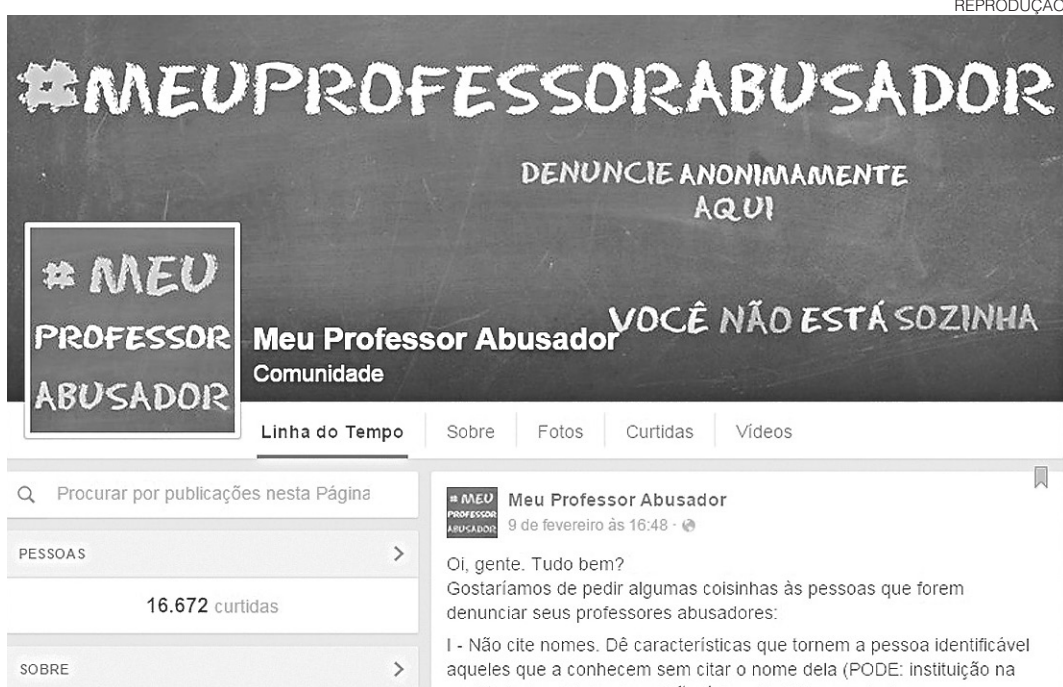 REPRODUÇÃO
#MEUPROFESSORABUSADOR
DENUNCIE ANONIMAMENTE
AQUI
VOCÊ NÃO ESTÁ SOZINHA
# MEU
PROFESSOR
ABUSADOR
Meu Professor Abusador
Comunidade
Linha do Tempo Sobre Fotos Curtidas Vídeos
Procurar por publicações nesta Página
PESSOAS
16.672 curtidas
SOBRE
# MEU
PROFESSOR
ABUSADOR
Meu Professor Abusador
9 de fevereiro às 16:48 ·
Oi, gente. Tudo bem?
Gostaríamos de pedir algumas coisinhas às pessoas que forem
denunciar seus professores abusadores:
I - Não cite nomes. Dê características que tornem a pessoa identificável
aqueles que a conhecem sem citar o nome dela (PODE: instituição na